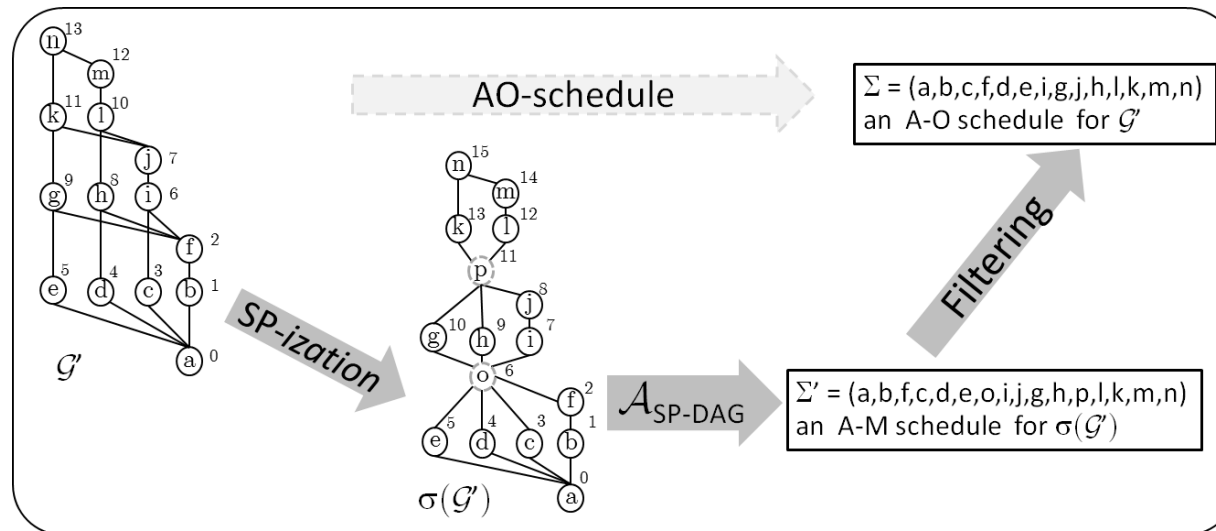 n 13
m 12
k 11
l 10
j 7
g 9
h 8
i 6
f 2
e 5
d 4
c 3
b 1
a 0
G′
SP-ization
AO-schedule
n 15
m 14
k 13
l 12
p 11
j 8
g 10
h 9
i 7
o 6
f 2
e 5
d 4
c 3
b 1
a 0
σ(G′)
A SP-DAG
Σ = (a,b,c,f,d,e,i,g,j,h,l,k,m,n)
an A-O schedule for G′
Filtering
Σ′ = (a,b,f,c,d,e,o,i,j,g,h,p,l,k,m,n)
an A-M schedule for σ(G′)